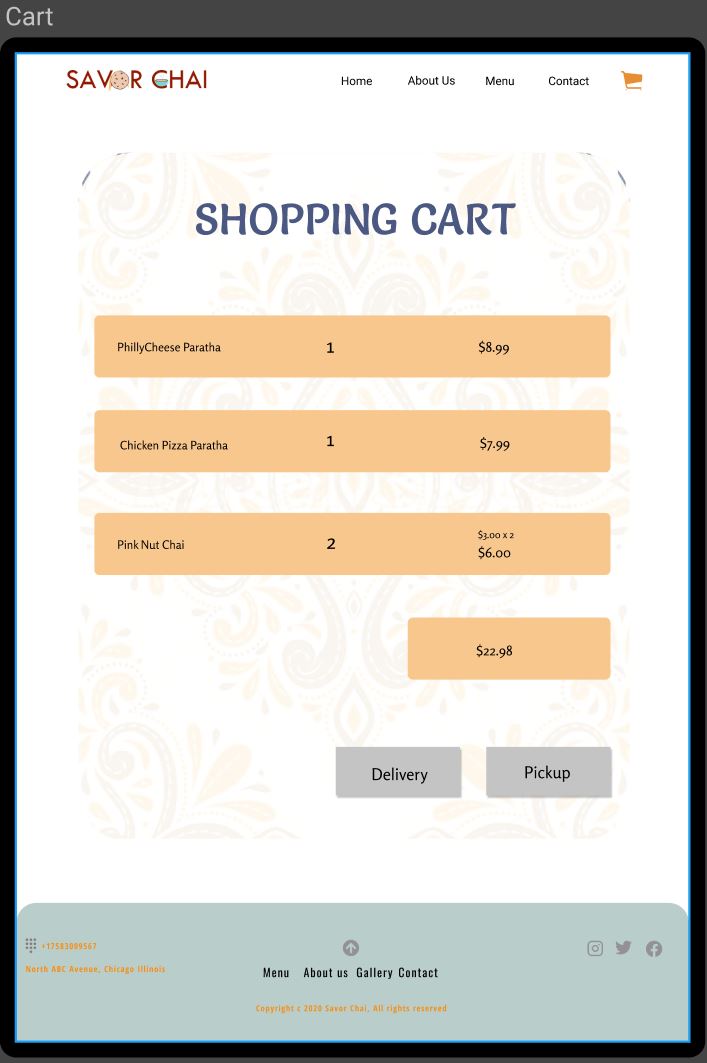 Cart
SAVOR CHAI
Home About Us Menu Contact
SHOPPING CART
PhillyCheese Paratha 1 $8.99
Chicken Pizza Paratha 1 $7.99
$3.00 x 2
Pink Nut Chai 2 $6.00
$22.98
Delivery Pickup
+17583009567
North ABC Avenue, Chicago Illinois
Menu About us Gallery Contact
Copyright c 2020 Savor Chai, All rights reserved